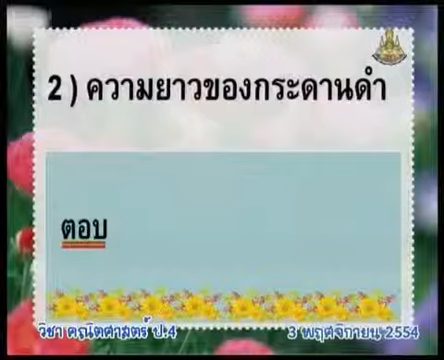 2 ) ความยาวของกระดานดำ
ตอบ
วิชา คณิตศาสตร์ ป.4
3 พฤศจิกายน 2554